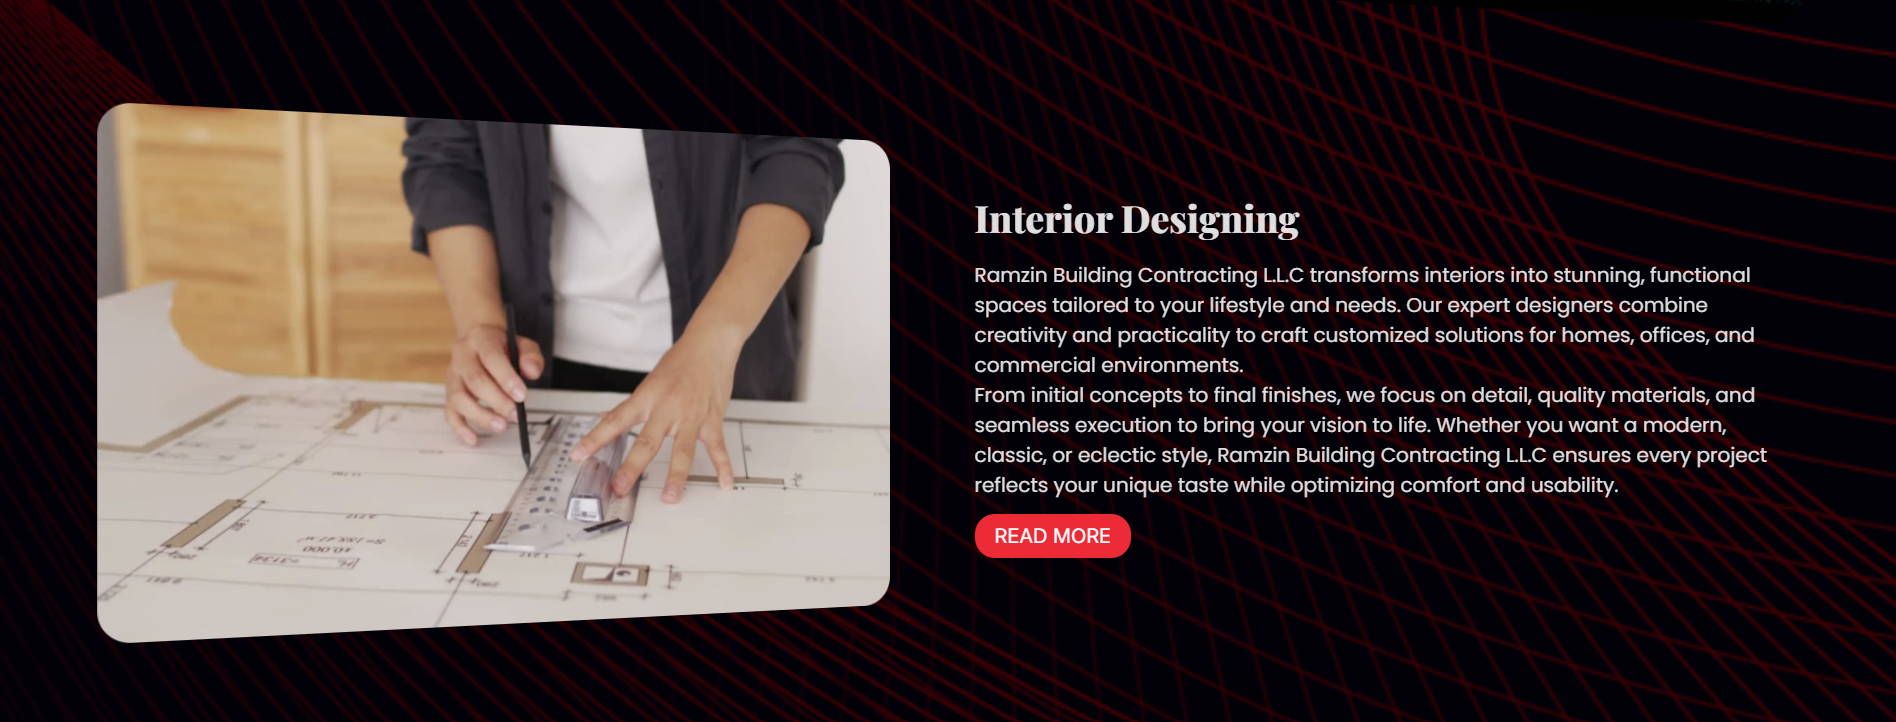 Interior Designing
Ramzin Building Contracting L.L.C transforms interiors into stunning, functional
spaces tailored to your lifestyle and needs. Our expert designers combine
creativity and practicality to craft customized solutions for homes, offices, and
commercial environments.
From initial concepts to final finishes, we focus on detail, quality materials, and
seamless execution to bring your vision to life. Whether you want a modern,
classic, or eclectic style, Ramzin Building Contracting L.L.C ensures every project
reflects your unique taste while optimizing comfort and usability.
READ MORE